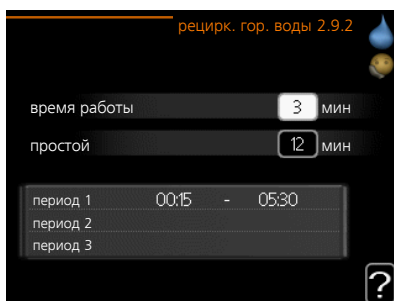 рецирк. гор. воды 2.9.2
время работы 3 мин
простой 12 мин
период 1 00:15 - 05:30
период 2
период 3
?